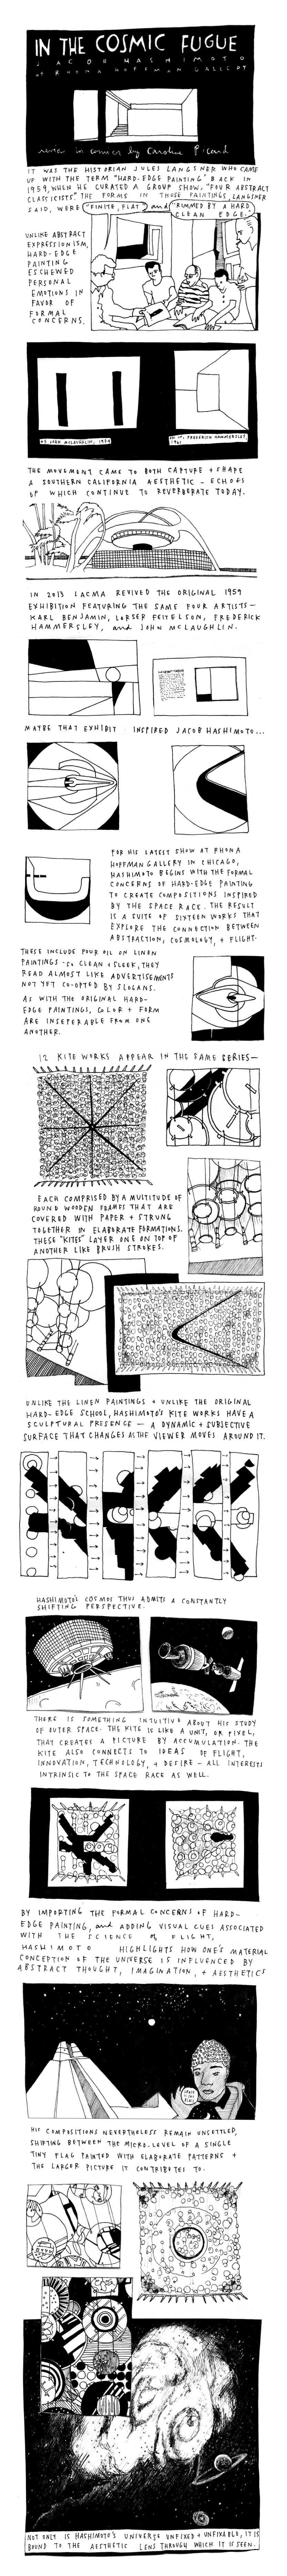 IN THE COSMIC FUGUE
JACOB HASHIMOTO
at RHONA HOFFMAN GALLERY
review in comics by Caroline Picard
IT WAS THE HISTORIAN JULES LANGSNER WHO CAME
UP WITH THE TERM "HARD-EDGE PAINTING" BACK IN
1959, WHEN HE CURATED A GROUP SHOW, "FOUR ABSTRACT
CLASSICISTS." THE FORMS IN THOSE PAINTINGS, LANGSNER
SAID, WERE "FINITE, FLAT" and "RIMMED BY A HARD
CLEAN EDGE."
UNLIKE ABSTRACT
EXPRESSIONISM,
HARD-EDGE
PAINTING
ESCHEWED
PERSONAL
EMOTIONS IN
FAVOR OF
FORMAL
CONCERNS.
JOHN MCLAUGHLIN,
FREDERICK HAMMERSLEY,
1961
THE MOVEMENT CAME TO BOTH CAPTURE + SHAPE
A SOUTHERN CALIFORNIA AESTHETIC - ECHOES
OF WHICH CONTINUE TO REVERBERATE TODAY.
IN 2013 LACMA REVIVED THE ORIGINAL 1959
EXHIBITION FEATURING THE SAME FOUR ARTISTS—
KARL BENJAMIN, LORSER FEITELSON, FREDERICK
HAMMERSLEY, and JOHN MCLAUGHLIN.
MAYBE THAT EXHIBIT INSPIRED JACOB HASHIMOTO...
FOR HIS LATEST SHOW AT RHONA
HOFFMAN GALLERY IN CHICAGO,
HASHIMOTO BEGINS WITH THE FORMAL
CONCERNS OF HARD-EDGE PAINTING
TO CREATE COMPOSITIONS INSPIRED
BY THE SPACE RACE. THE RESULT
IS A SUITE OF SIXTEEN WORKS THAT
EXPLORE THE CONNECTION BETWEEN
ABSTRACTION, COSMOLOGY, + FLIGHT.
THESE INCLUDE FOUR OIL ON LINEN
PAINTINGS - SO CLEAN + SLEEK, THEY
READ ALMOST LIKE ADVERTISEMENTS
NOT YET CO-OPTED BY SLOGANS.
AS WITH THE ORIGINAL HARD-
EDGE PAINTINGS, COLOR + FORM
ARE INSEPERABLE FROM ONE
ANOTHER.
12 KITE WORKS APPEAR IN THE SAME SERIES—
EACH COMPRISED BY A MULTITUDE OF
ROUND WOODEN FRAMES THAT ARE
COVERED WITH PAPER + STRUNG
TOGETHER IN ELABORATE FORMATIONS.
THESE "KITES" LAYER ONE ON TOP OF
ANOTHER LIKE BRUSH STROKES.
UNLIKE THE LINEN PAINTINGS + UNLIKE THE ORIGINAL
HARD-EDGE SCHOOL, HASHIMOTO'S KITE WORKS HAVE A
SCULPTURAL PRESENCE — A DYNAMIC + SUBJECTIVE
SURFACE THAT CHANGES AS THE VIEWER MOVES AROUND IT.
HASHIMOTO'S COSMOS THUS ADMITS A CONSTANTLY
SHIFTING PERSPECTIVE.
THERE IS SOMETHING INTUITIVE ABOUT HIS STUDY
OF OUTER SPACE. THE KITE IS LIKE A UNIT, OR PIXEL,
THAT CREATES A PICTURE BY ACCUMULATION. THE
KITE ALSO CONNECTS TO IDEAS OF FLIGHT,
INNOVATION, TECHNOLOGY, + DESIRE — ALL INTERESTS
INTRINSIC TO THE SPACE RACE AS WELL.
BY IMPORTING THE FORMAL CONCERNS OF HARD-
EDGE PAINTING, and ADDING VISUAL CUES ASSOCIATED
WITH THE SCIENCE of FLIGHT,
HASHIMOTO HIGHLIGHTS HOW ONE'S MATERIAL
CONCEPTION OF THE UNIVERSE IS INFLUENCED BY
ABSTRACT THOUGHT, IMAGINATION, + AESTHETICS
SPACE
IS THE
PLACE
HIS COMPOSITIONS NEVERTHELESS REMAIN UNSETTLED,
SHIFTING BETWEEN THE MICRO-LEVEL OF A SINGLE
TINY FLAG PAINTED WITH ELABORATE PATTERNS +
THE LARGER PICTURE IT CONTRIBUTES TO.
NOT ONLY IS HASHIMOTO'S UNIVERSE UNFIXED + UNFIXABLE, IT IS
BOUND TO THE AESTHETIC LENS THROUGH WHICH IT IS SEEN.